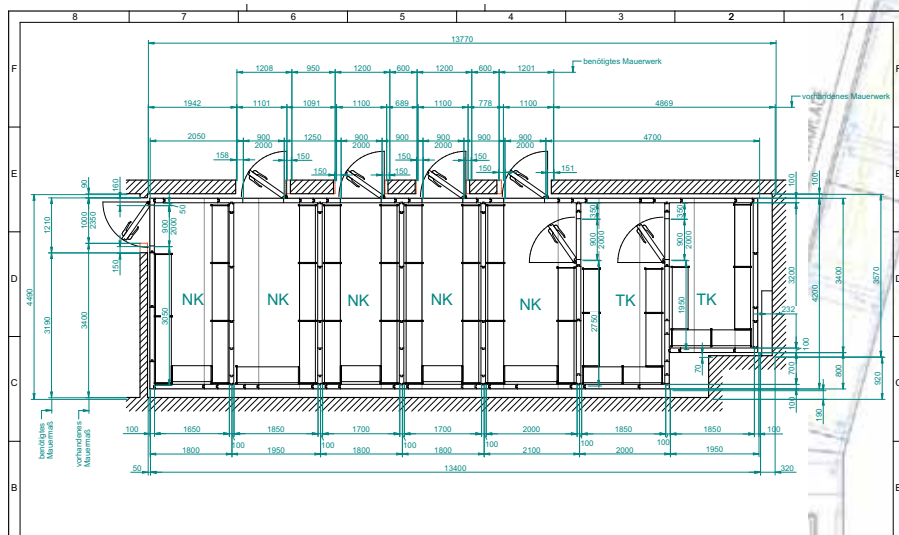 8 7 6 5 4 3 2 1
13770
1208 950 1200 600 1200 600 1201
benötigtes Mauerwerk
1942 1101 1091 1100 689 1100 778 1100 4869
vorhandenes Mauerwerk
2050 900 1250 900 900 900 900 900 4700
2000 2000 2000 2000
158 150 150 150 150 150 150 151
F F
E E
D D
C C
B B
90 160 100 100
1210 1000 2350 50 900 2000 150
350 900 2000 350 900 2000
4490 3190 3400 3050 2750 1950
3200 4200 3400 3570
NK NK NK NK NK TK TK
232 100 70 700 800 920 100 190
benötigtes
Mauermaß
vorhandenes
Mauermaß
100 1650 1850 1700 1700 2000 1850 1850 100
100 100 100 100 100 100
1800 1950 1800 1800 2100 2000 1950
50 13400 320